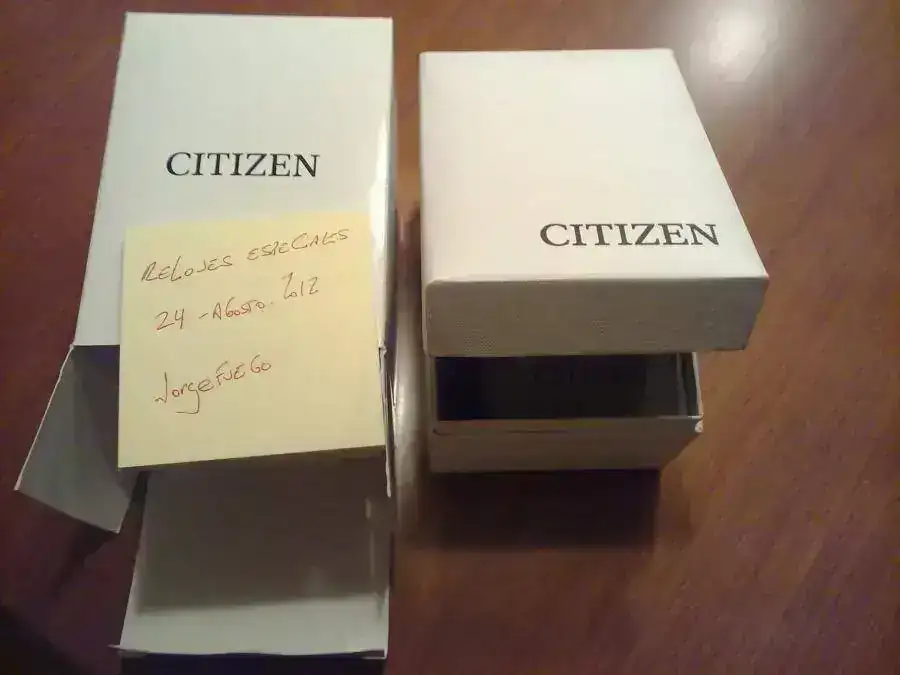 CITIZEN
RELOJES ESPECIALES
24 - AGOSTO. 2012
JorgeFUEGO
CITIZEN